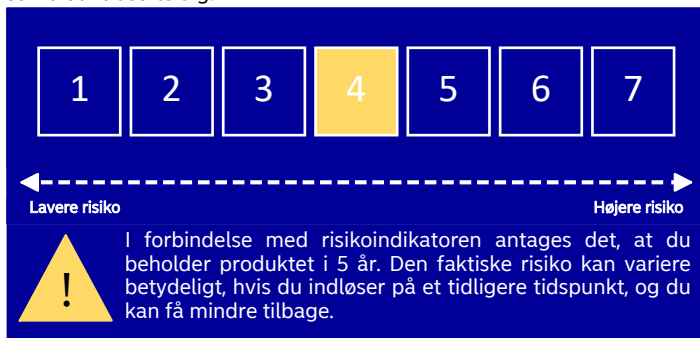 1 2 3 4 5 6 7
Lavere risiko Højere risiko
! I forbindelse med risikoindikatoren antages det, at du
beholder produktet i 5 år. Den faktiske risiko kan variere
betydeligt, hvis du indløser på et tidligere tidspunkt, og du
kan få mindre tilbage.